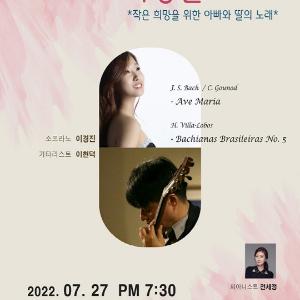 *작은 희망을 위한 아빠와 딸의 노래*
J. S. Bach / C. Gounod
- Ave Maria
H. Villa-Lobos
- Bachianas Brasileiras No. 5
소프라노 이경진
기타리스트 이현덕
피아니스트 전세정
2022. 07. 27 PM 7:30